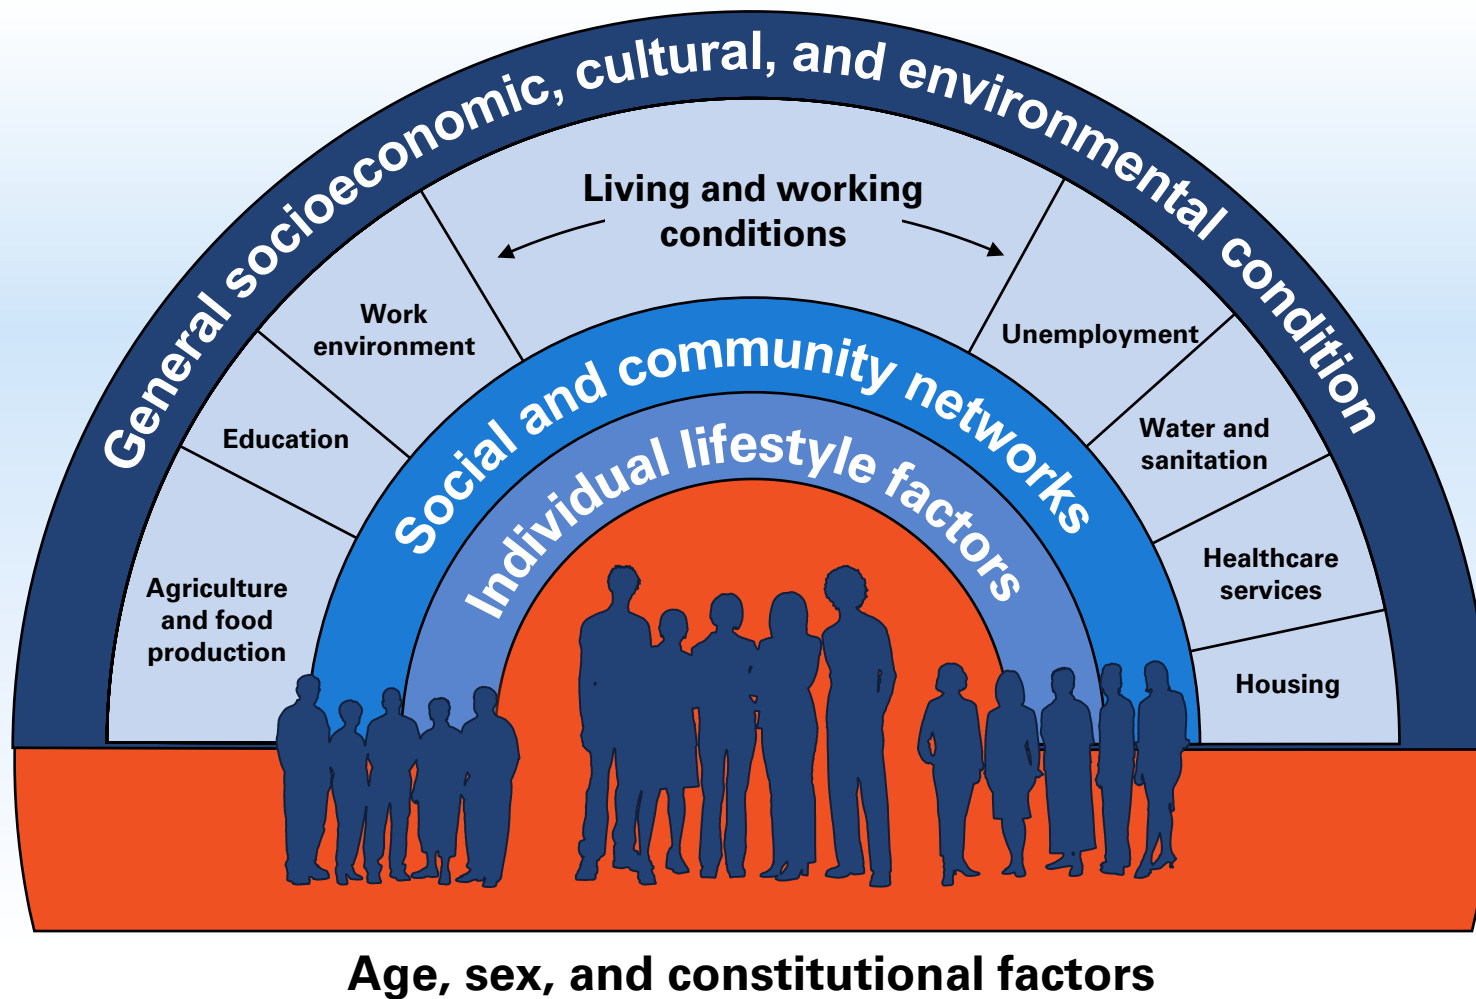 General socioeconomic, cultural, and environmental condition
Living and working
conditions
Work
environment
Unemployment
Education
Water and
sanitation
Agriculture
and food
production
Healthcare
services
Housing
Social and community networks
Individual lifestyle factors
Age, sex, and constitutional factors